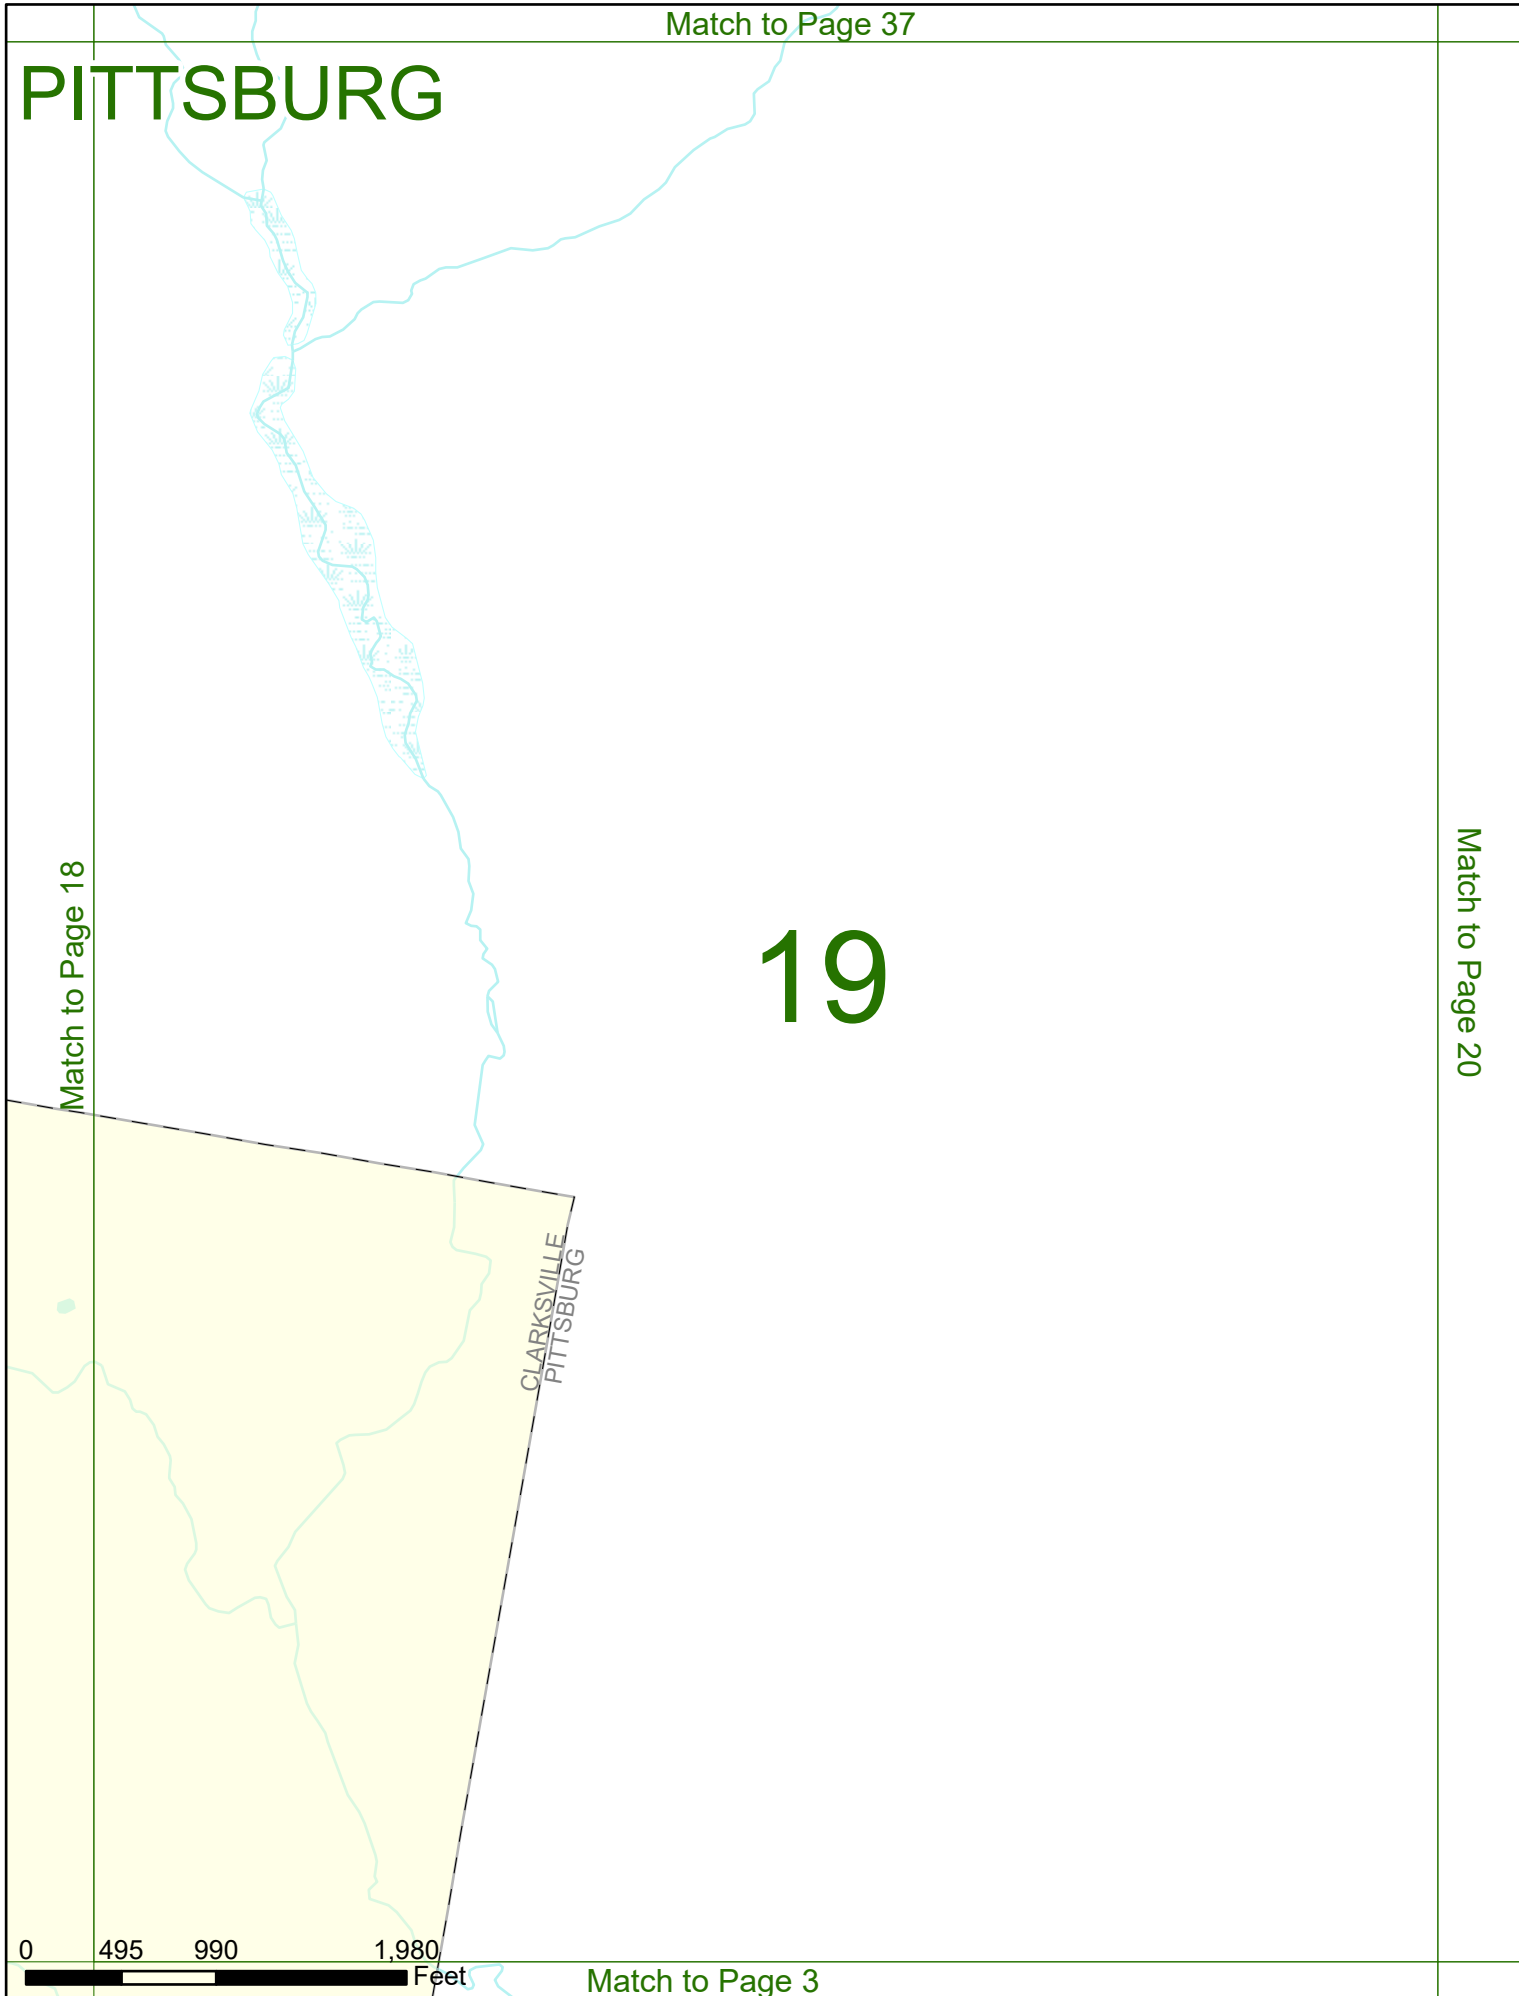 Match to Page 37
PITTSBURG
Match to Page 18
19
Match to Page 20
CLARKSVILLE
PITTSBURG
0 495 990 1,980
Feet
Match to Page 3